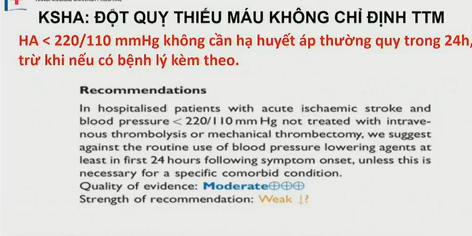 KSHA: ĐỘT QUỴ THIẾU MÁU KHÔNG CHỈ ĐỊNH TTM
HA < 220/110 mmHg không cần hạ huyết áp thường quy trong 24h,
trừ khi nếu có bệnh lý kèm theo.
Recommendations
In hospitalised patients with acute ischaemic stroke and
blood pressure < 220/110 mm Hg not treated with intrave-
nous thrombolysis or mechanical thrombectomy, we suggest
against the routine use of blood pressure lowering agents at
least in first 24 hours following symptom onset, unless this is
necessary for a specific comorbid condition.
Quality of evidence: Moderate⊕⊕⊕
Strength of recommendation: Weak ↓?